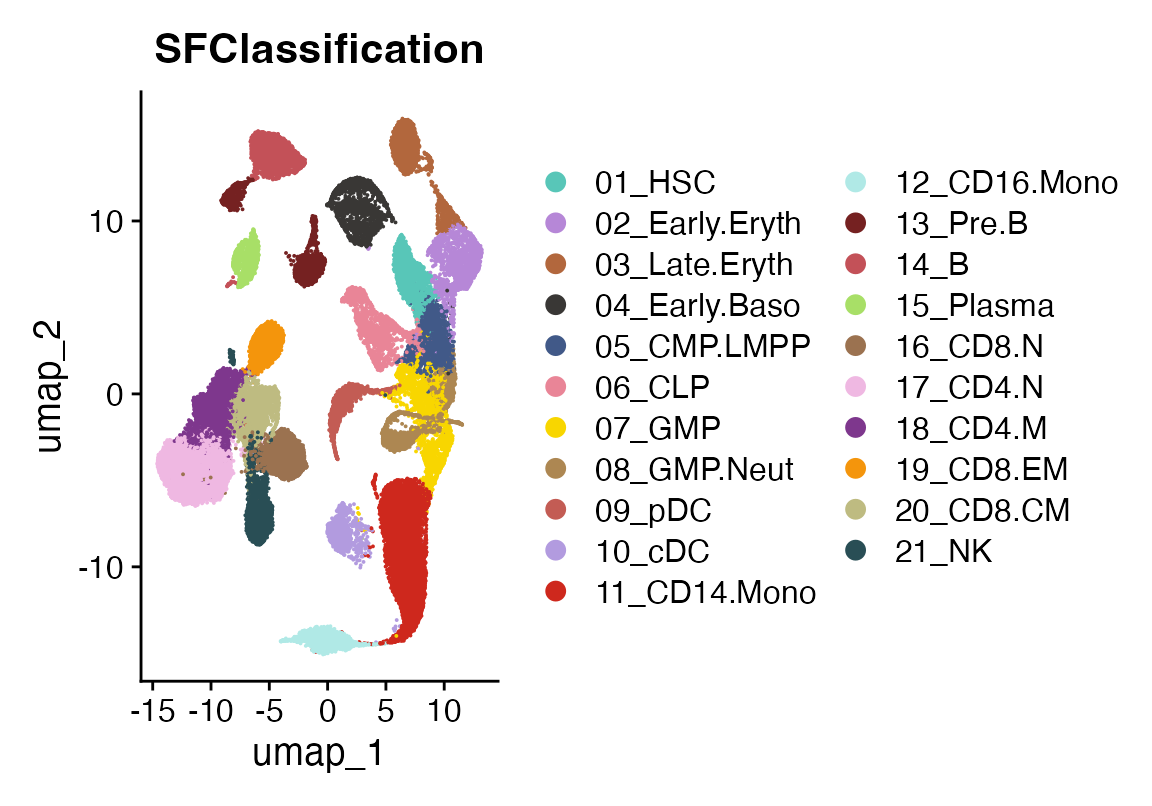 SFClassification
umap_2
10
0
-10
-15 -10 -5 0 5 10
umap_1
01_HSC
02_Early.Eryth
03_Late.Eryth
04_Early.Baso
05_CMP.LMPP
06_CLP
07_GMP
08_GMP.Neut
09_pDC
10_cDC
11_CD14.Mono
12_CD16.Mono
13_Pre.B
14_B
15_Plasma
16_CD8.N
17_CD4.N
18_CD4.M
19_CD8.EM
20_CD8.CM
21_NK